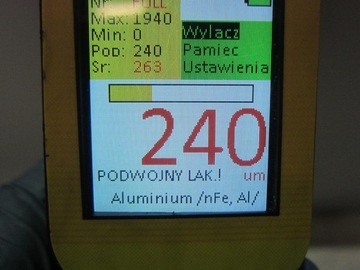 Nr: FULL
Max: 1940
Min: 0
Pop: 240
Sr: 263
Wylacz
Pamiec
Ustawienia
240
PODWOJNY LAK.! um
Aluminium /nFe, Al/